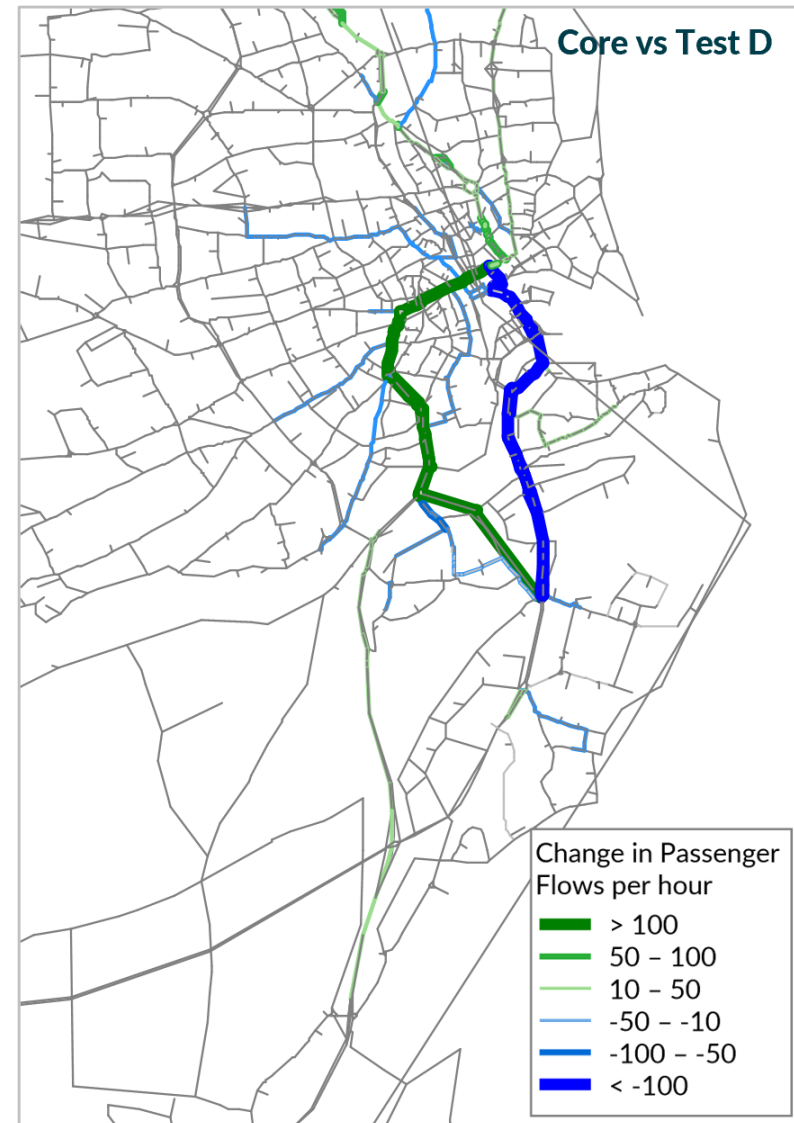 Core vs Test D
Change in Passenger
Flows per hour
> 100
50 – 100
10 – 50
-50 – -10
-100 – -50
< -100